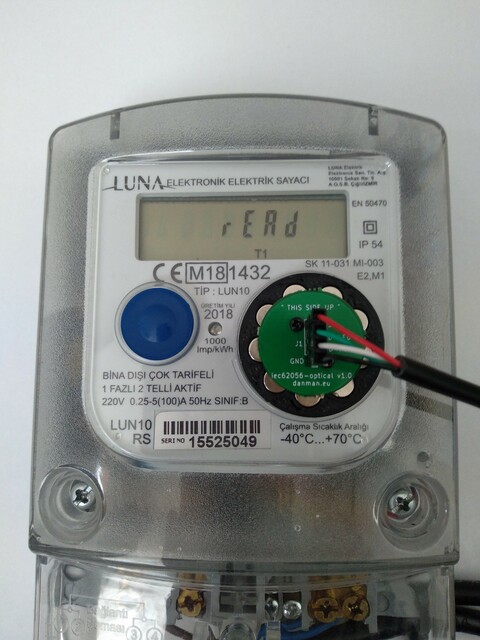 LUNA ELEKTRONİK ELEKTRİK SAYACI
LUNA Elektrik
EN 50470
rEAd
T1
IP 54
CE M18 1432
SK 11-031 MI-003
E2,M1
TİP : LUN10
ÜRETİM YILI
2018
1000
Imp/kWh
THIS SIDE UP
J1
GND
iec62056-optical v1.0
danman.eu
BİNA DIŞI ÇOK TARİFELİ
1 FAZLI 2 TELLİ AKTİF
220V 0.25-5(100)A 50Hz SINIF:B
LUN10
RS
SERI NO 15525049
Çalışma Sıcaklık Aralığı
-40°C...+70°C